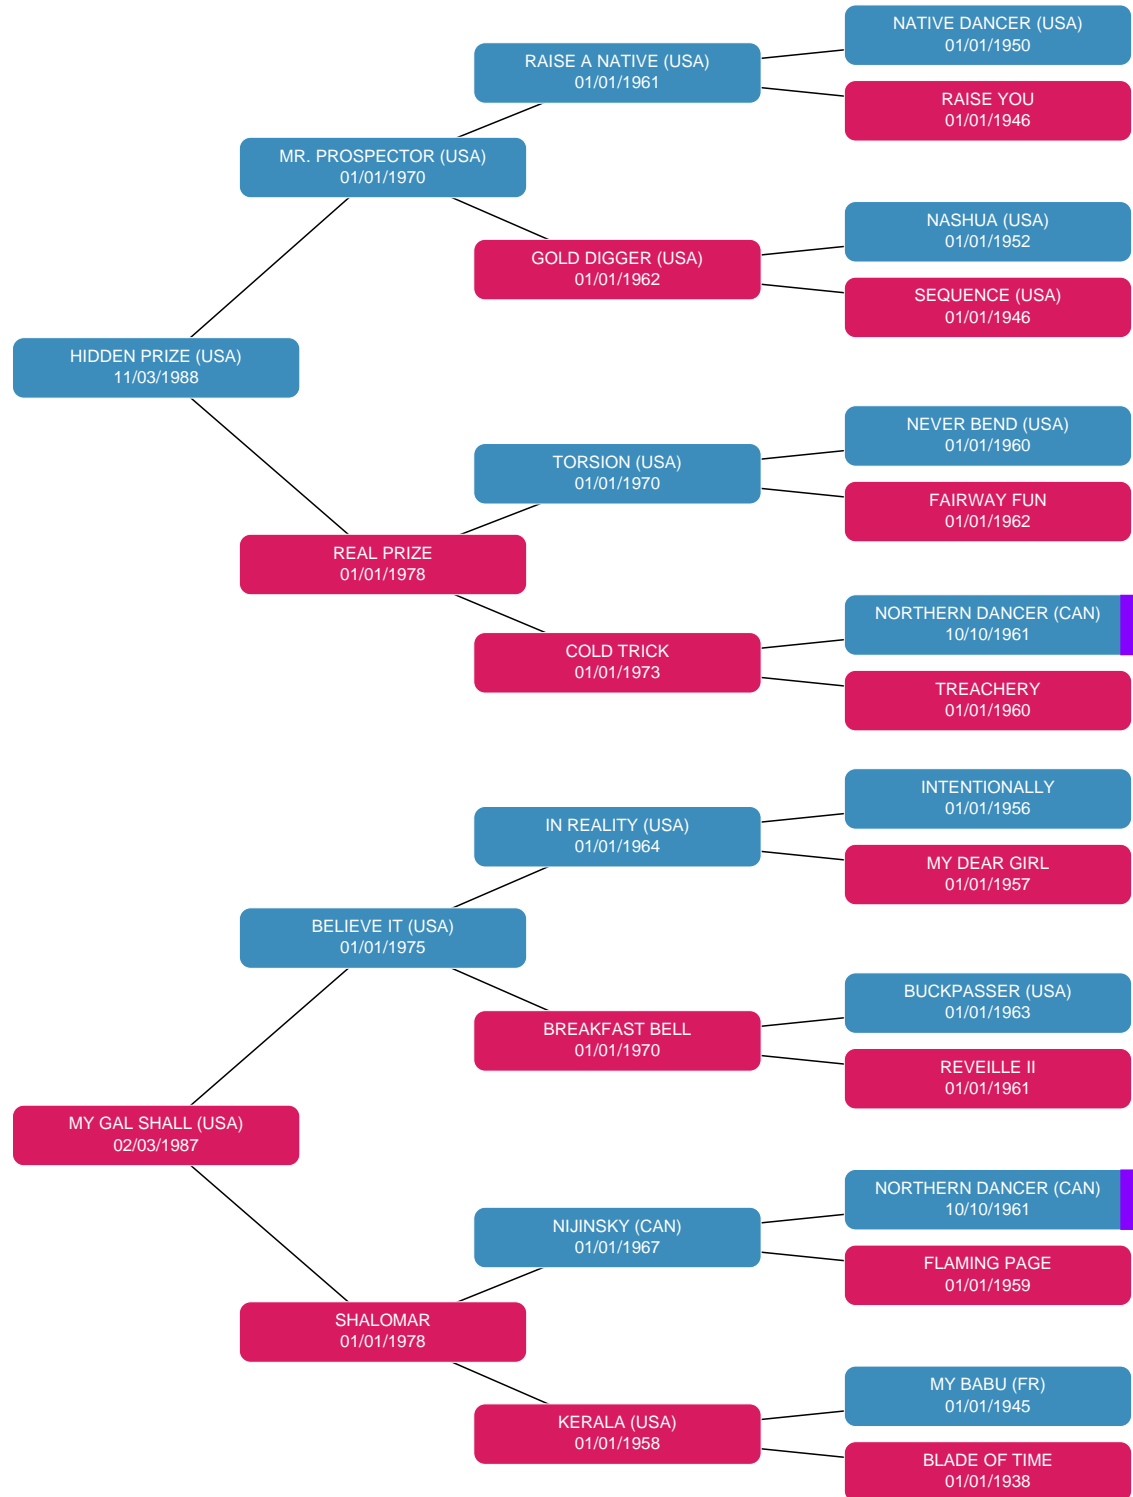 NATIVE DANCER (USA)
01/01/1950
RAISE A NATIVE (USA)
01/01/1961
RAISE YOU
01/01/1946
MR. PROSPECTOR (USA)
01/01/1970
NASHUA (USA)
01/01/1952
GOLD DIGGER (USA)
01/01/1962
SEQUENCE (USA)
01/01/1946
HIDDEN PRIZE (USA)
11/03/1988
NEVER BEND (USA)
01/01/1960
TORSION (USA)
01/01/1970
FAIRWAY FUN
01/01/1962
REAL PRIZE
01/01/1978
NORTHERN DANCER (CAN)
10/10/1961
COLD TRICK
01/01/1973
TREACHERY
01/01/1960
INTENTIONALLY
01/01/1956
IN REALITY (USA)
01/01/1964
MY DEAR GIRL
01/01/1957
BELIEVE IT (USA)
01/01/1975
BUCKPASSER (USA)
01/01/1963
BREAKFAST BELL
01/01/1970
REVEILLE II
01/01/1961
MY GAL SHALL (USA)
02/03/1987
NORTHERN DANCER (CAN)
10/10/1961
NIJINSKY (CAN)
01/01/1967
FLAMING PAGE
01/01/1959
SHALOMAR
01/01/1978
MY BABU (FR)
01/01/1945
KERALA (USA)
01/01/1958
BLADE OF TIME
01/01/1938